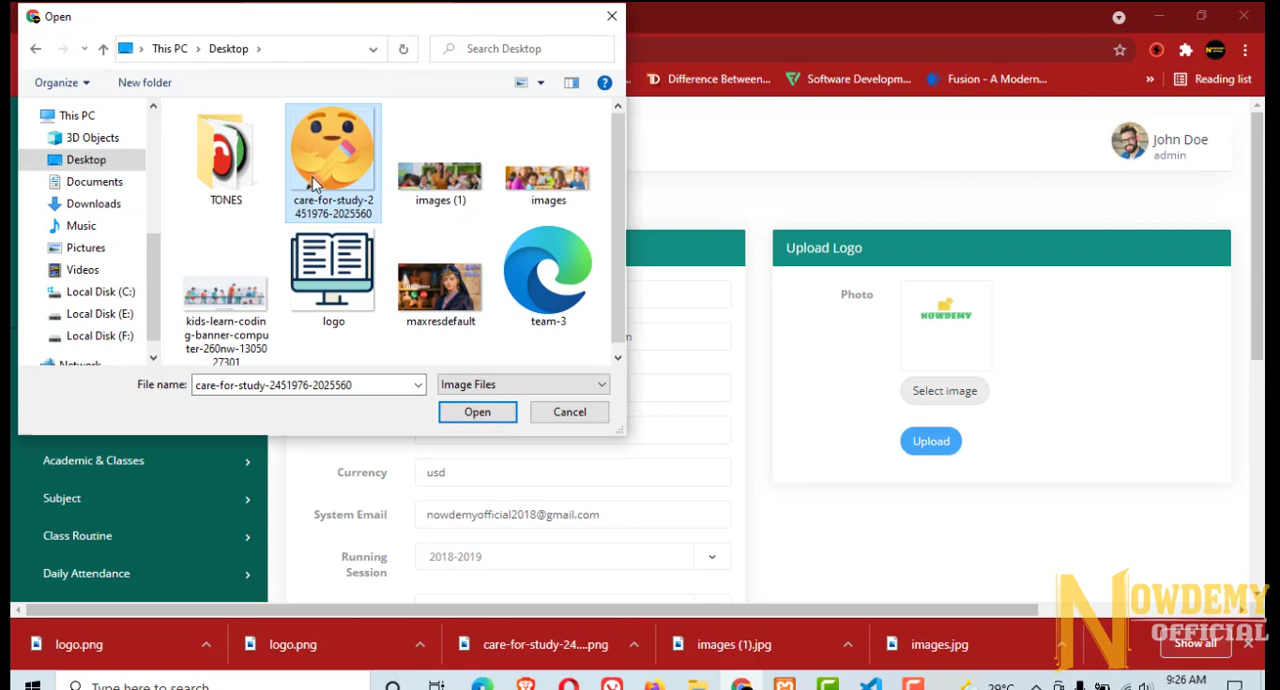 Open
This PC > Desktop >
Search Desktop
Organize
New folder
This PC
3D Objects
Desktop
Documents
Downloads
Music
Pictures
Videos
Local Disk (C:)
Local Disk (E:)
Local Disk (F:)
Network
TONES
care-for-study-2
451976-2025560
images (1)
images
kids-learn-codin
g-banner-compu
ter-260nw-13050
27301
logo
maxresdefault
team-3
File name:
care-for-study-2451976-2025560
Image Files
Open
Cancel
Difference Between...
Software Developm...
Fusion - A Modern...
»
Reading list
John Doe
admin
Upload Logo
Photo
NOWDEMY
Select image
Upload
Academic & Classes
Subject
Class Routine
Daily Attendance
Currency
usd
System Email
nowdemyofficial2018@gmail.com
Running
Session
2018-2019
NOWDEMY
OFFICIAL
logo.png
logo.png
care-for-study-24....png
images (1).jpg
images.jpg
Show all
Type here to search
29°C
9:26 AM